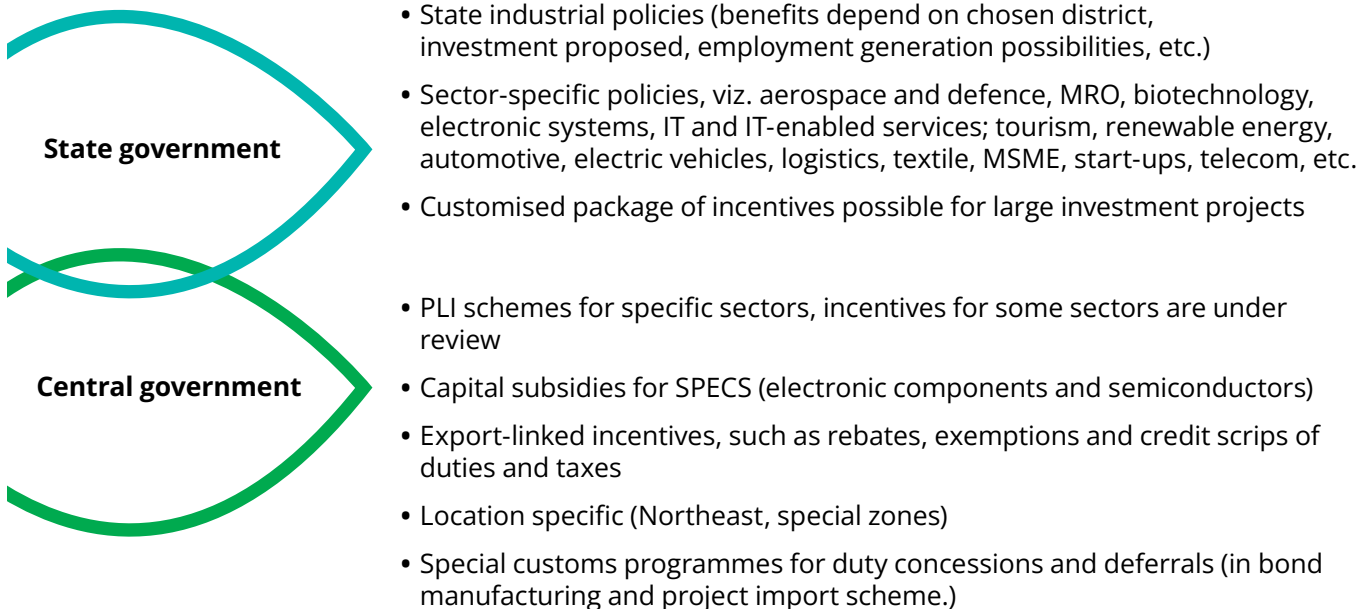 • State industrial policies (benefits depend on chosen district,
investment proposed, employment generation possibilities, etc.)
• Sector-specific policies, viz. aerospace and defence, MRO, biotechnology,
electronic systems, IT and IT-enabled services; tourism, renewable energy,
automotive, electric vehicles, logistics, textile, MSME, start-ups, telecom, etc.
State government
• Customised package of incentives possible for large investment projects
• PLI schemes for specific sectors, incentives for some sectors are under
review
Central government
• Capital subsidies for SPECS (electronic components and semiconductors)
• Export-linked incentives, such as rebates, exemptions and credit scrips of
duties and taxes
• Location specific (Northeast, special zones)
• Special customs programmes for duty concessions and deferrals (in bond
manufacturing and project import scheme.)